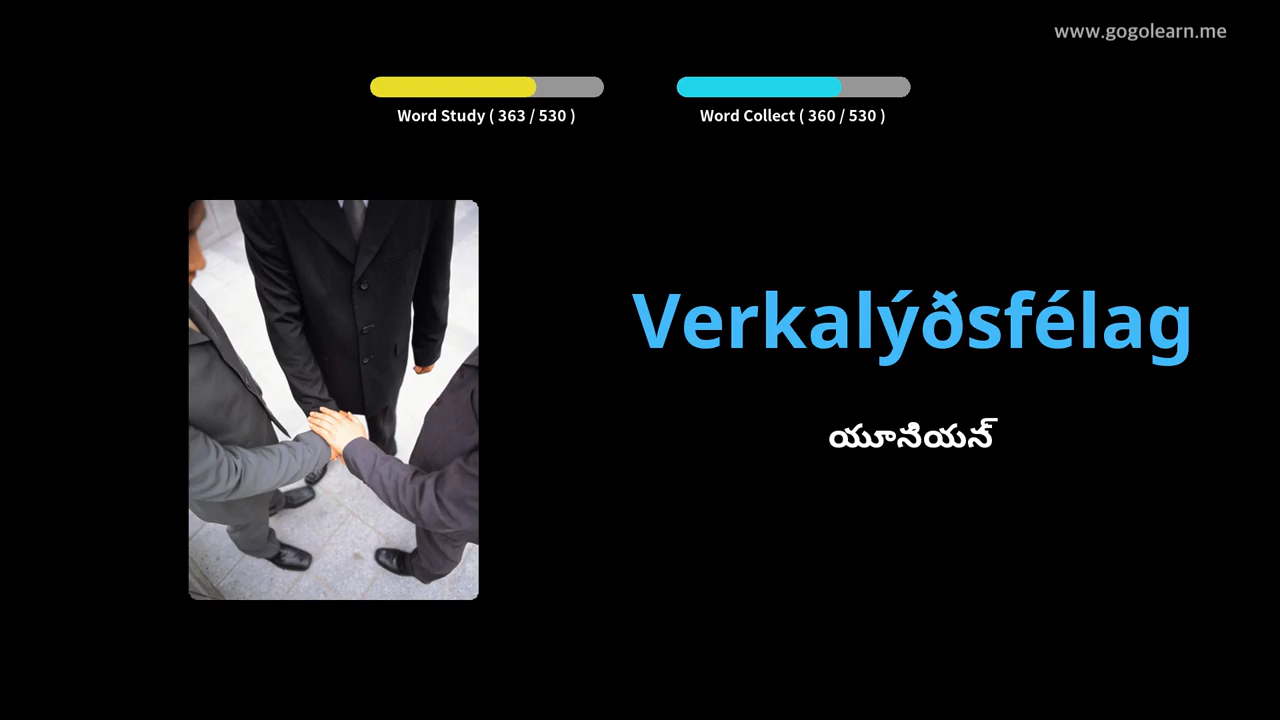 www.gogolearn.me
Word Study ( 363 / 530 )
Word Collect ( 360 / 530 )
Verkalýðsfélag
యూనియన్